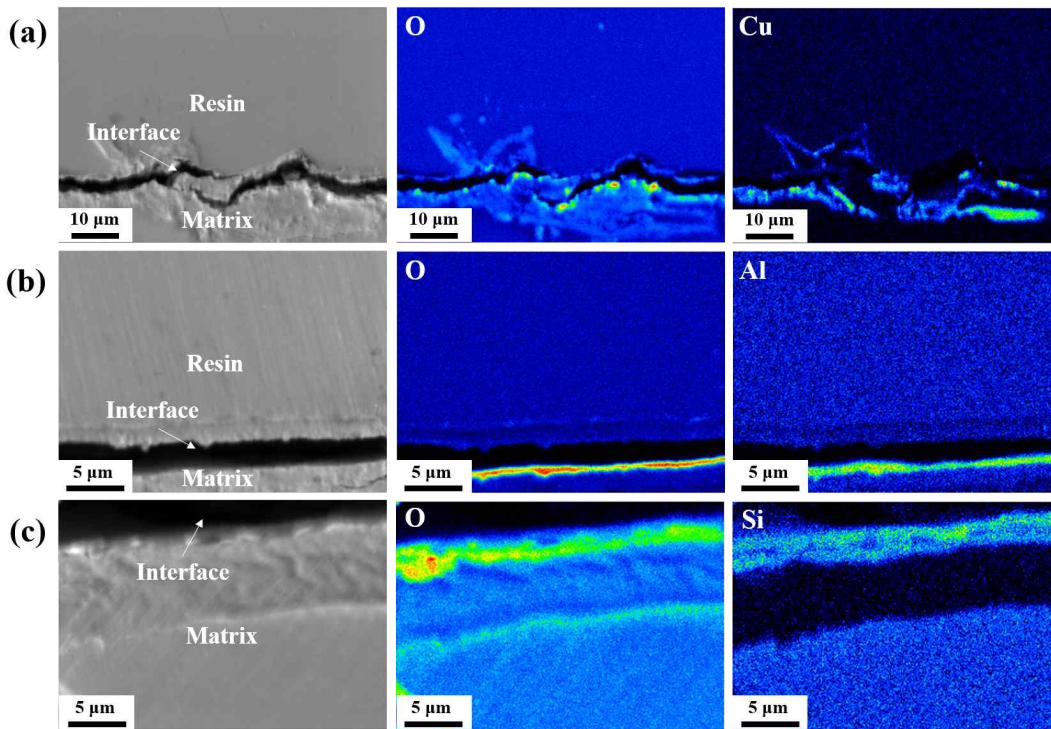 (a)
Resin
Interface
Matrix
10 μm
O
10 μm
Cu
10 μm
(b)
Resin
Interface
Matrix
5 μm
O
5 μm
Al
5 μm
(c)
Interface
Matrix
5 μm
O
5 μm
Si
5 μm